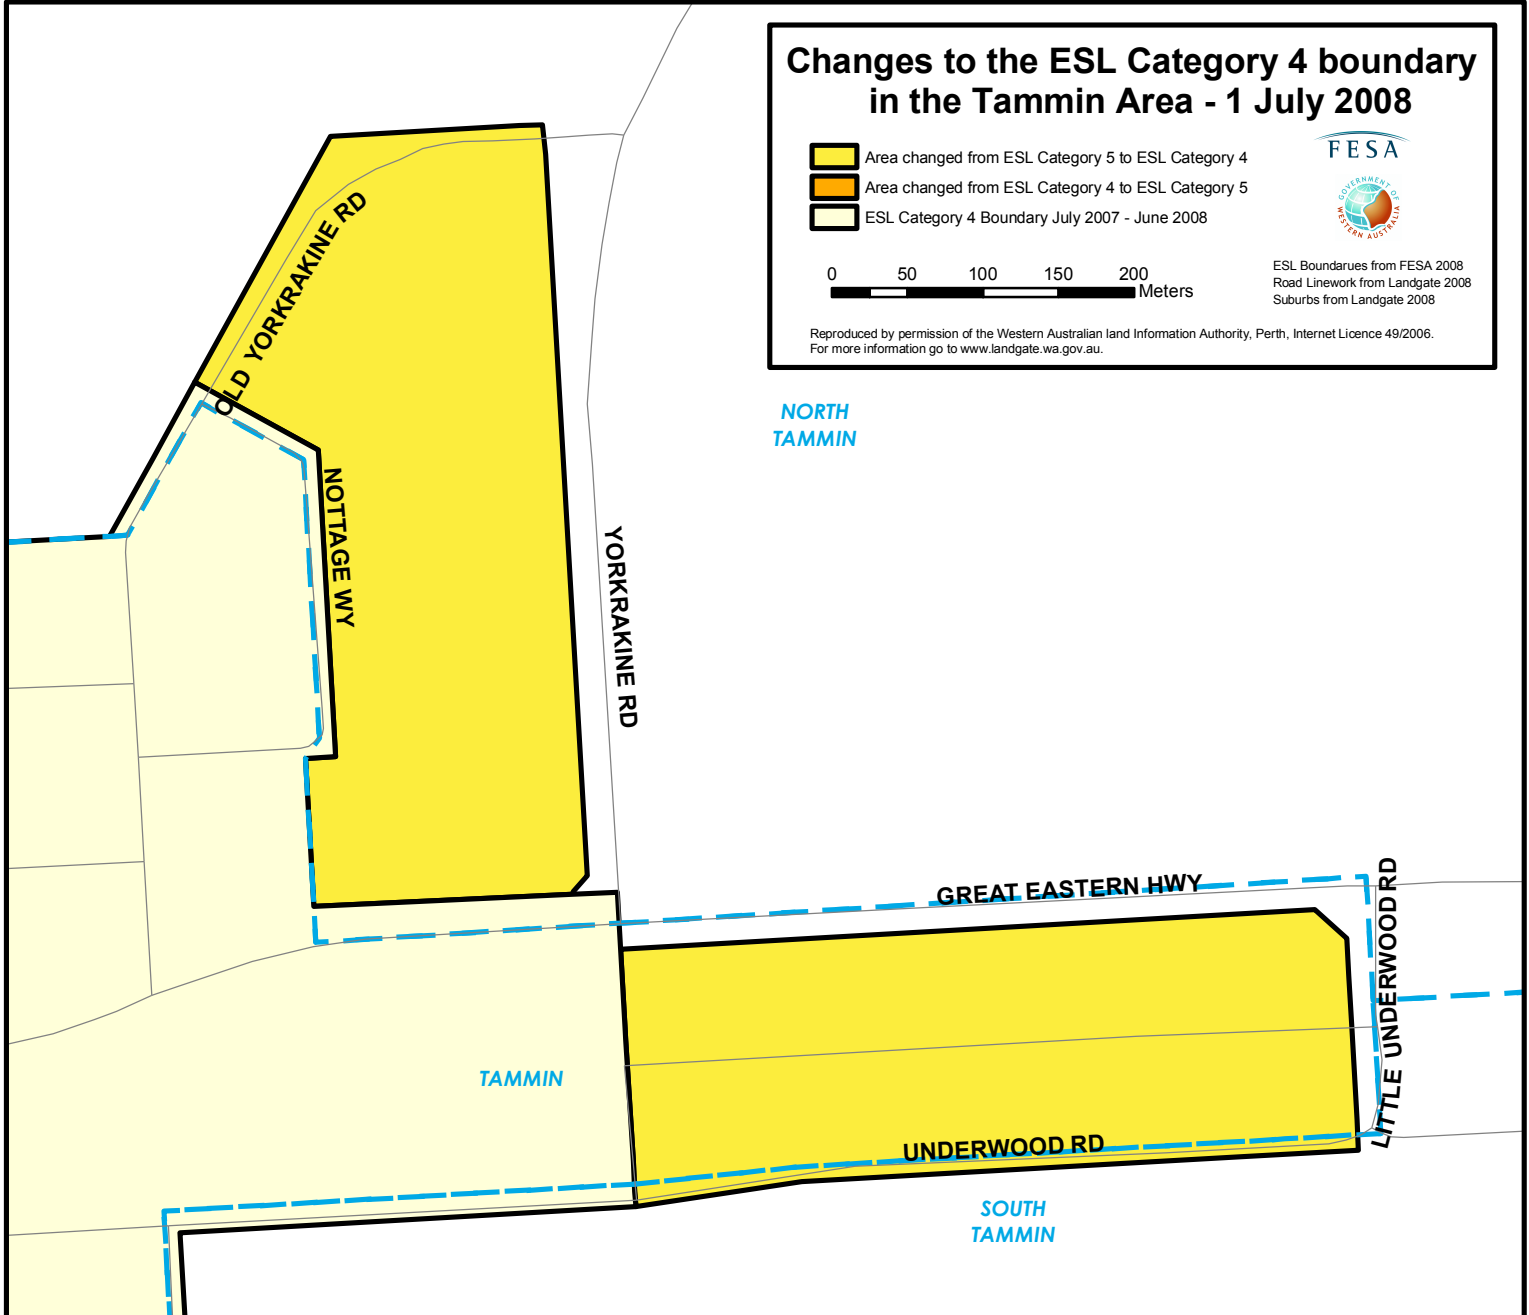 Changes to the ESL Category 4 boundary
in the Tammin Area - 1 July 2008
Area changed from ESL Category 5 to ESL Category 4
Area changed from ESL Category 4 to ESL Category 5
ESL Category 4 Boundary July 2007 - June 2008
FESA
GOVERNMENT OF
WESTERN AUSTRALIA
0 50 100 150 200
Meters
ESL Boundarues from FESA 2008
Road Linework from Landgate 2008
Suburbs from Landgate 2008
Reproduced by permission of the Western Australian land Information Authority, Perth, Internet Licence 49/2006.
For more information go to www.landgate.wa.gov.au.
OLD YORKRAKINE RD
NORTH
TAMMIN
NOTTAGE WY
YORKRAKINE RD
GREAT EASTERN HWY
LITTLE UNDERWOOD RD
TAMMIN
UNDERWOOD RD
SOUTH
TAMMIN